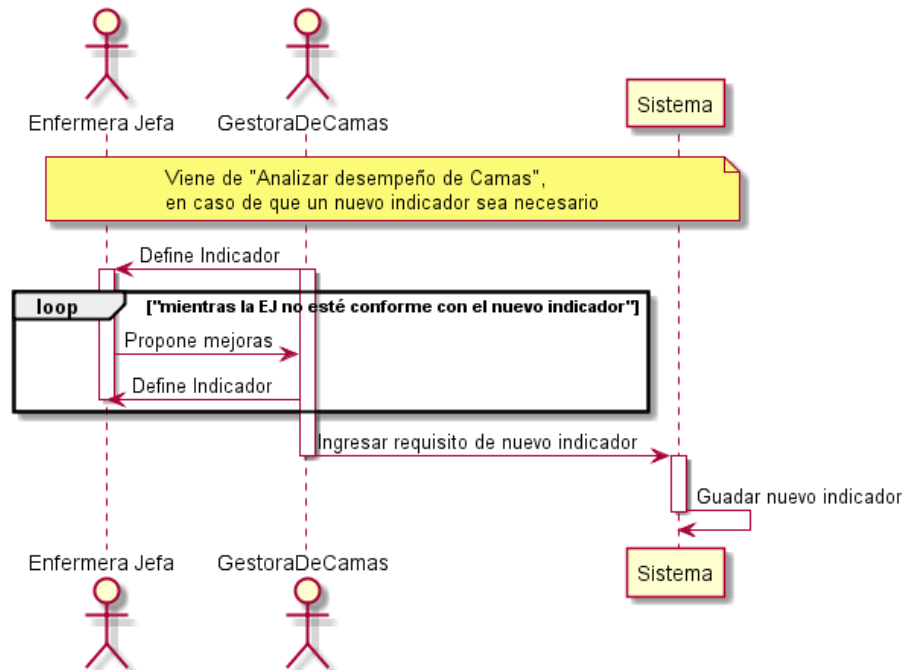 Enfermera Jefa
GestoraDeCamas
Sistema
Viene de "Analizar desempeño de Camas",
en caso de que un nuevo indicador sea necesario
Define Indicador
loop
["mientras la EJ no esté conforme con el nuevo indicador"]
Propone mejoras
Define Indicador
Ingresar requisito de nuevo indicador
Guadar nuevo indicador
Enfermera Jefa
GestoraDeCamas
Sistema